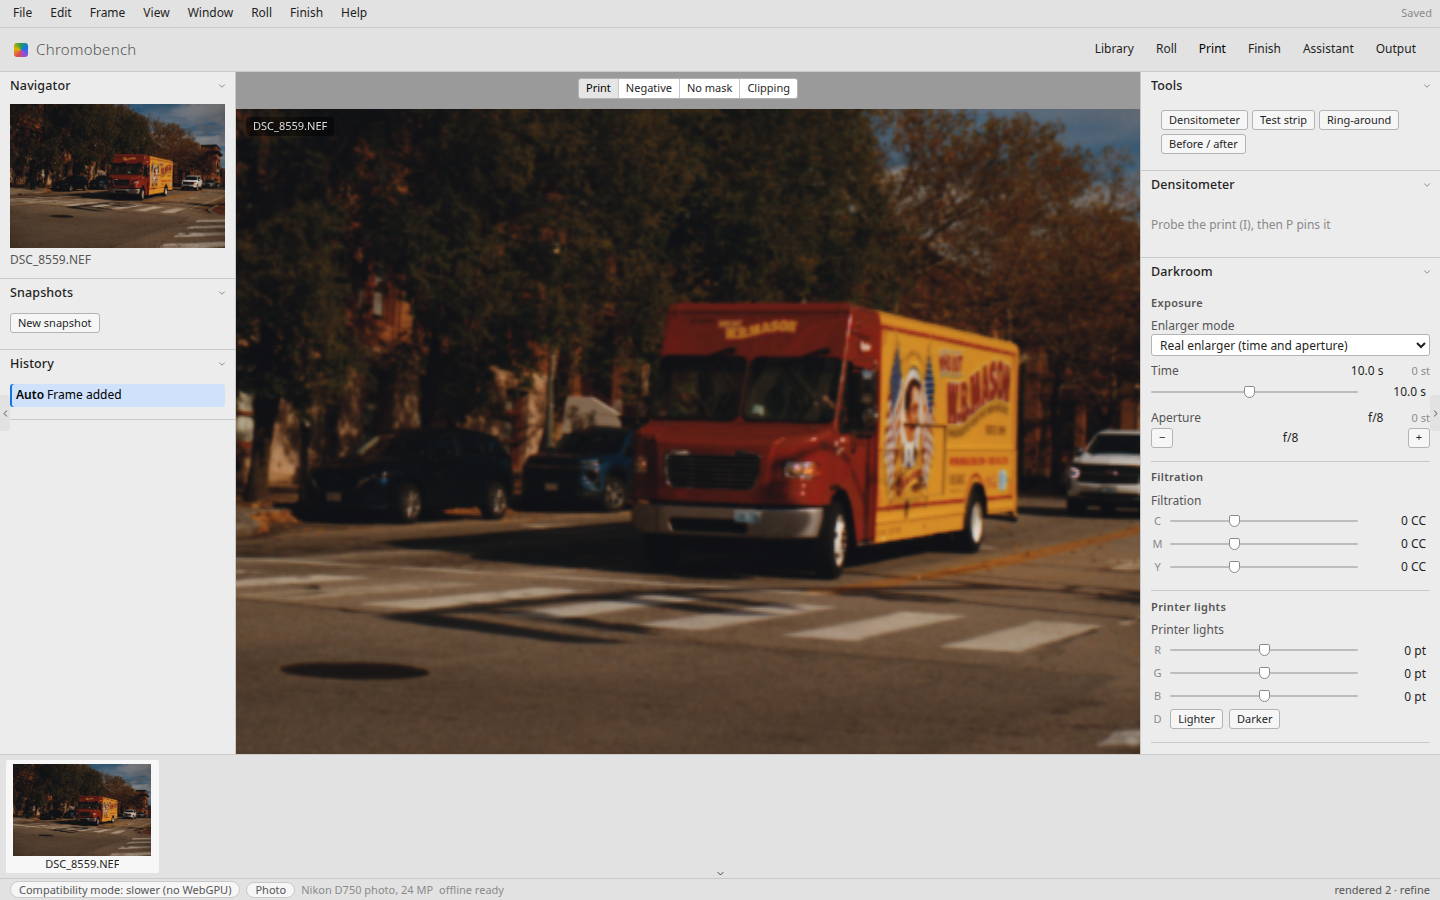 File Edit Frame View Window Roll Finish Help
Saved
Chromobench
Library Roll Print Finish Assistant Output
Navigator
DSC_8559.NEF
Snapshots
New snapshot
History
Auto Frame added
Print Negative No mask Clipping
DSC_8559.NEF
W.B.MASON
W.B.MASON
Tools
Densitometer Test strip Ring-around
Before / after
Densitometer
Probe the print (I), then P pins it
Darkroom
Exposure
Enlarger mode
Real enlarger (time and aperture)
Time 10.0 s 0 st
10.0 s
Aperture f/8 0 st
− f/8 +
Filtration
Filtration
C 0 CC
M 0 CC
Y 0 CC
Printer lights
Printer lights
R 0 pt
G 0 pt
B 0 pt
D Lighter Darker
DSC_8559.NEF
Compatibility mode: slower (no WebGPU) Photo Nikon D750 photo, 24 MP offline ready
rendered 2 · refine